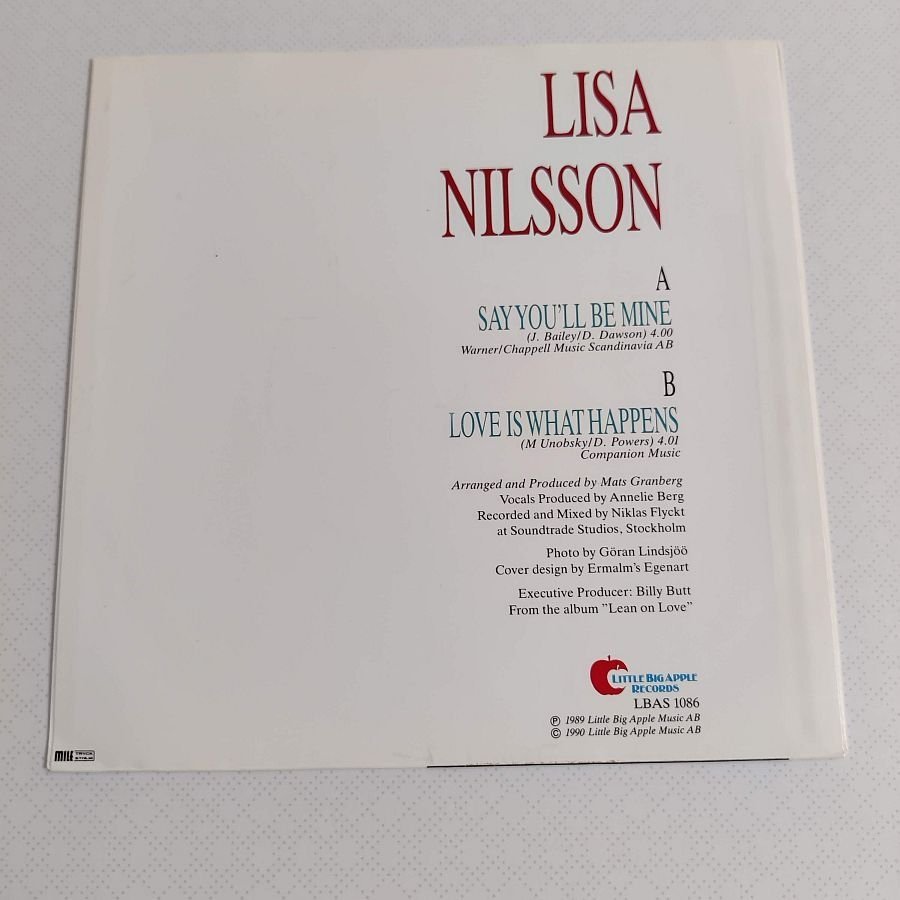 LISA
NILSSON
A
SAY YOU'LL BE MINE
(J. Bailey/D. Dawson) 4.00
Warner/Chappell Music Scandinavia AB
B
LOVE IS WHAT HAPPENS
(M Unobsky/D. Powers) 4.01
Companion Music
Arranged and Produced by Mats Granberg
Vocals Produced by Annelie Berg
Recorded and Mixed by Niklas Flyckt
at Soundtrade Studios, Stockholm
Photo by Göran Lindsjöö
Cover design by Ermalm's Egenart
Executive Producer: Billy Butt
From the album ”Lean on Love”
LITTLE BIG APPLE
RECORDS
LBAS 1086
℗ 1989 Little Big Apple Music AB
© 1990 Little Big Apple Music AB
MILE